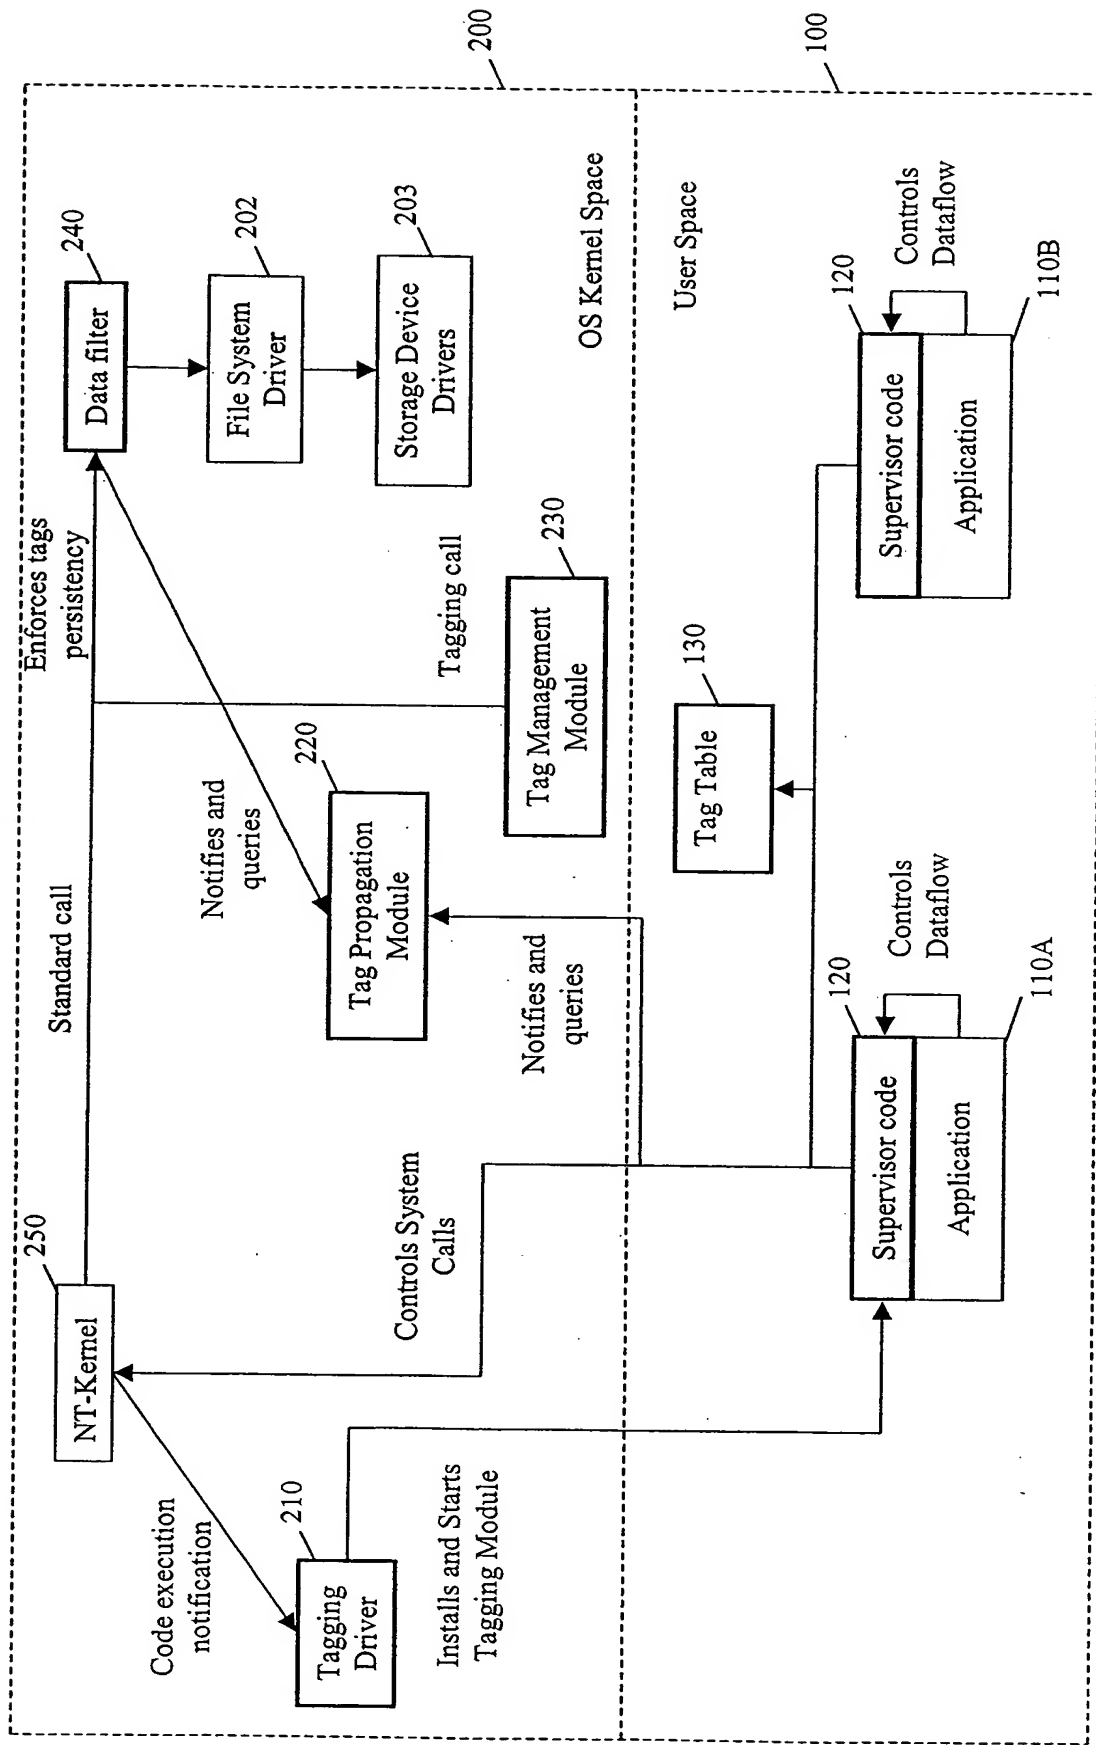 200
100
Code execution
notification
NT-Kernel
250
Standard call
Enforces tags
persistency
Data filter
240
Tagging
Driver
210
Installs and Starts
Tagging Module
Controls System
Calls
Notifies and
queries
Tag Propagation
Module
220
Notifies and
queries
Tagging call
Tag Management
Module
230
File System
Driver
202
Storage Device
Drivers
203
OS Kernel Space
User Space
Tag Table
130
Supervisor code
Application
120
110A
Controls
Dataflow
Supervisor code
Application
120
110B
Controls
Dataflow